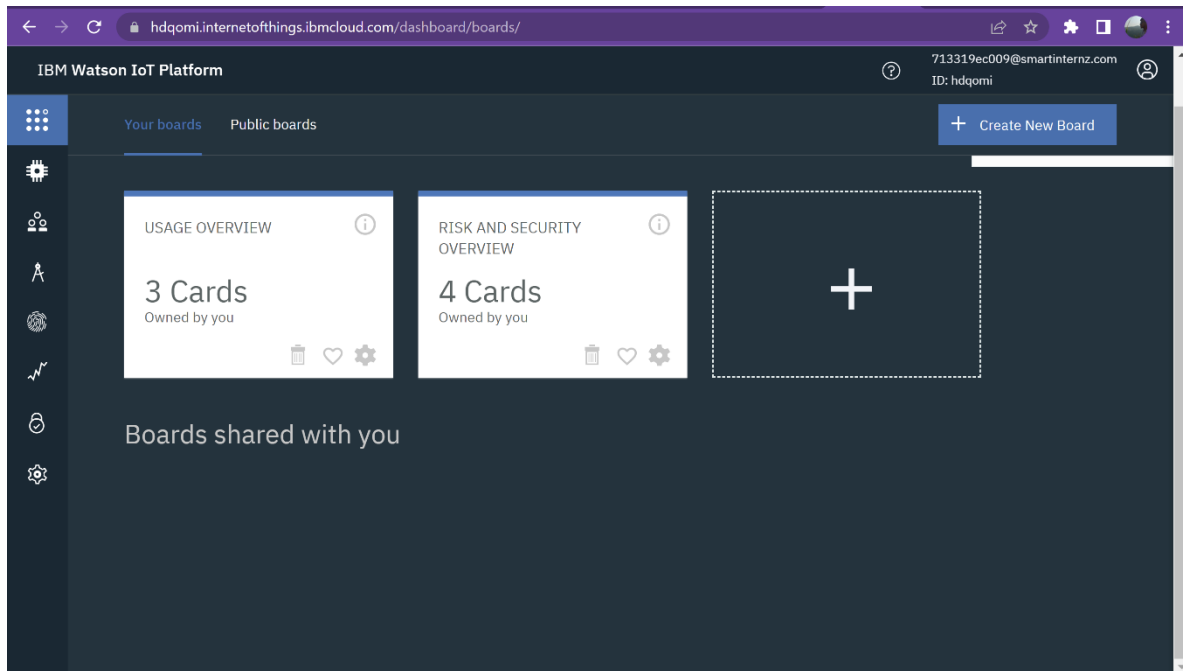 hdqomi.internetofthings.ibmcloud.com/dashboard/boards/
IBM Watson IoT Platform
713319ec009@smartinternz.com
ID: hdqomi
Your boards
Public boards
+ Create New Board
USAGE OVERVIEW
3 Cards
Owned by you
RISK AND SECURITY
OVERVIEW
4 Cards
Owned by you
Boards shared with you